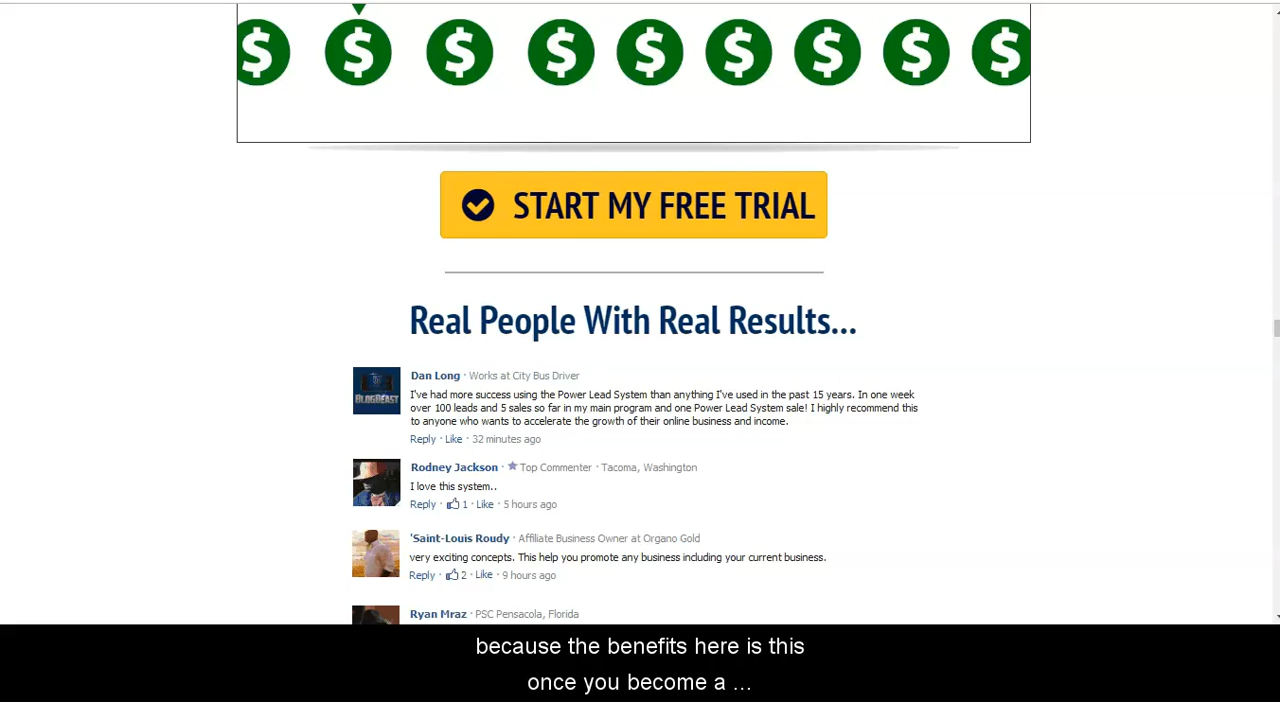 $ $ $ $ $ $ $ $ $
START MY FREE TRIAL
Real People With Real Results...
BLOGBEAST
Dan Long · Works at City Bus Driver
I've had more success using the Power Lead System than anything I've used in the past 15 years. In one week
over 100 leads and 5 sales so far in my main program and one Power Lead System sale! I highly recommend this
to anyone who wants to accelerate the growth of their online business and income.
Reply · Like · 32 minutes ago
Rodney Jackson · Top Commenter · Tacoma, Washington
I love this system..
Reply · 1 · Like · 5 hours ago
'Saint-Louis Roudy · Affiliate Business Owner at Organo Gold
very exciting concepts. This help you promote any business including your current business.
Reply · 2 · Like · 9 hours ago
Ryan Mraz · PSC Pensacola, Florida
because the benefits here is this
once you become a ...